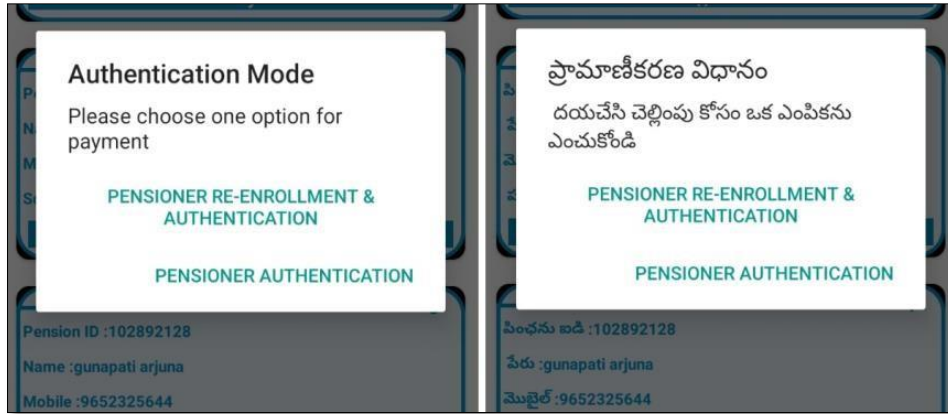 Authentication Mode
Please choose one option for
payment
PENSIONER RE-ENROLLMENT &
AUTHENTICATION
PENSIONER AUTHENTICATION
Pension ID :102892128
Name :gunapati arjuna
Mobile :9652325644
ప్రామాణీకరణ విధానం
దయచేసి చెల్లింపు కోసం ఒక ఎంపికను
ఎంచుకోండి
PENSIONER RE-ENROLLMENT &
AUTHENTICATION
PENSIONER AUTHENTICATION
పింఛను ఐడి :102892128
పేరు :gunapati arjuna
మొబైల్ :9652325644